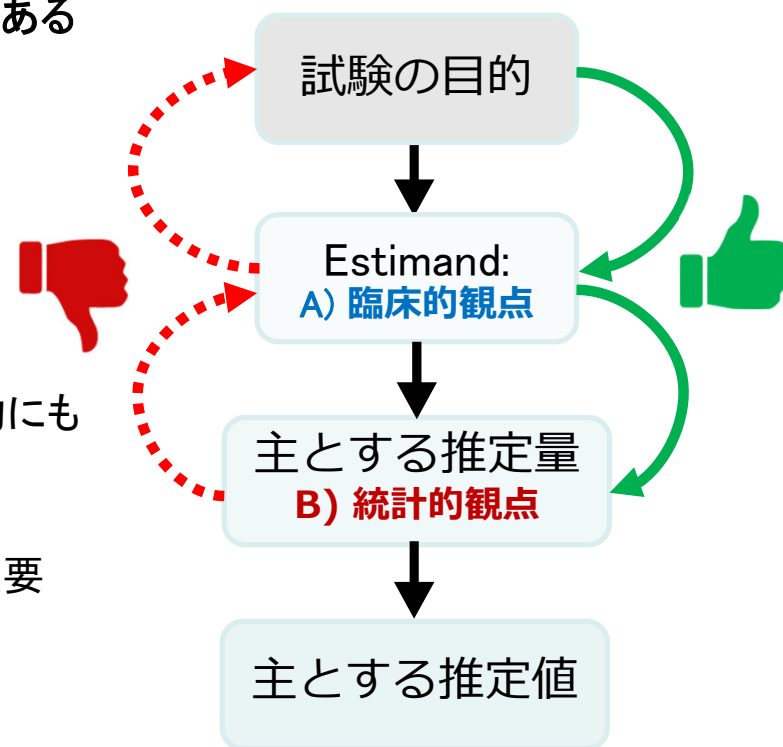 ある
試験の目的
Estimand:
A) 臨床的観点
にも
主とする推定量
B) 統計的観点
要
主とする推定値